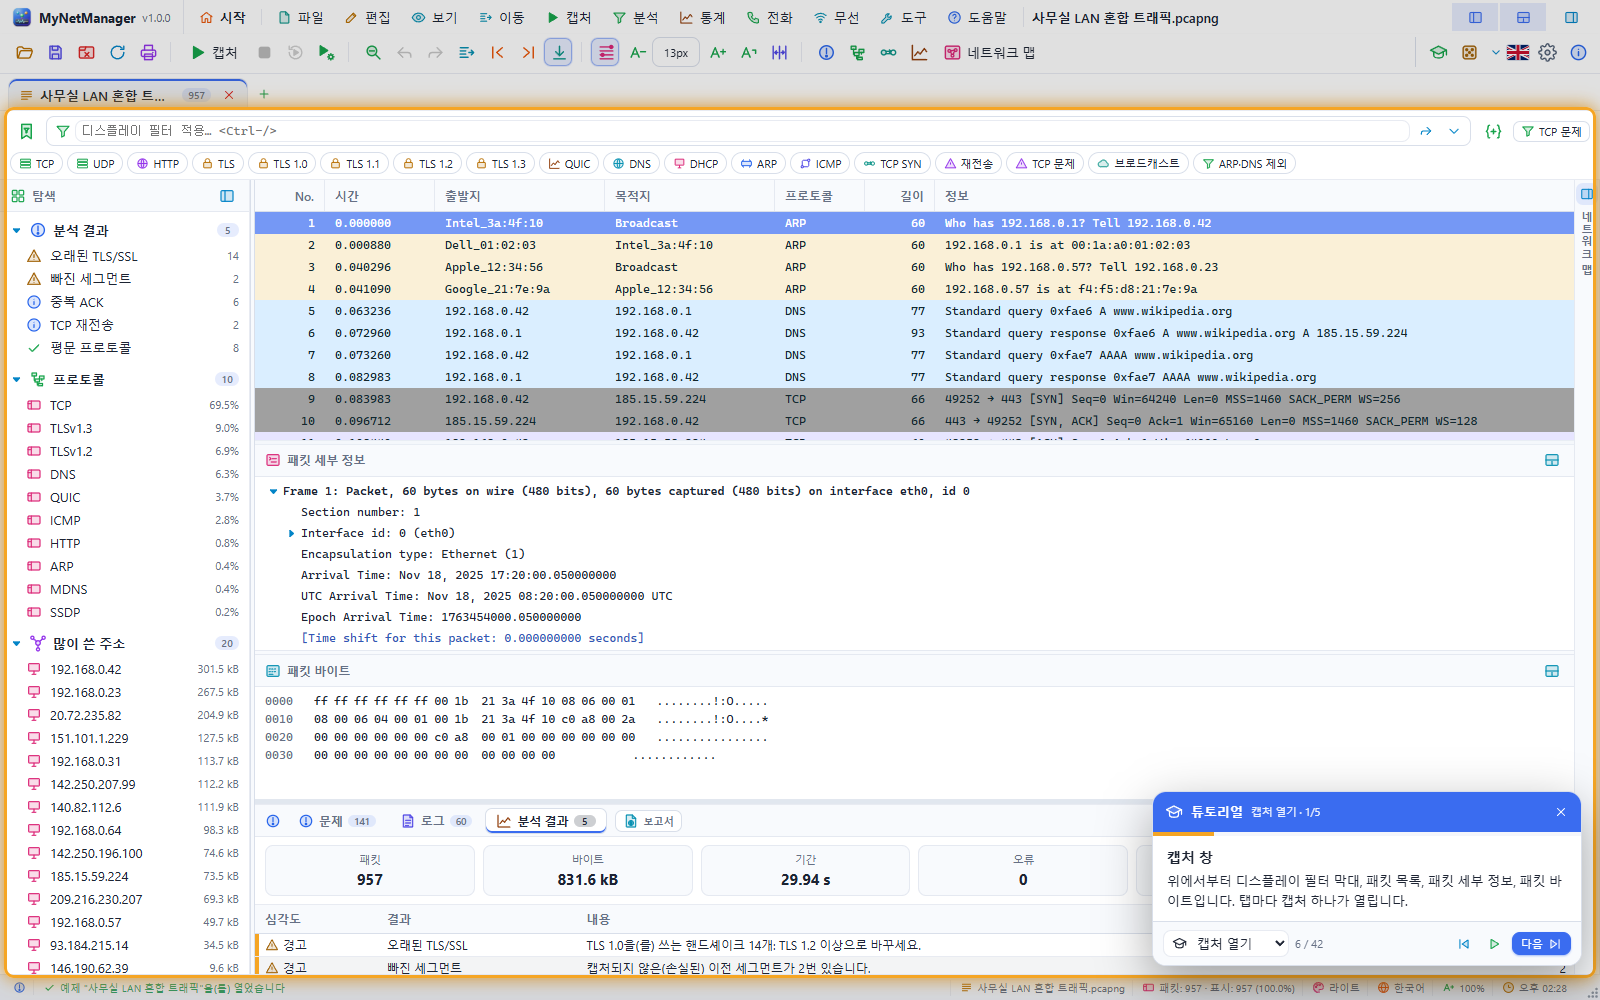 MyNetManager v1.0.0 시작 파일 편집 보기 이동 캡처 분석 통계 전화 무선 도구 도움말 사무실 LAN 혼합 트래픽.pcapng
캡처 A− 13px A+ 네트워크 맵
사무실 LAN 혼합 트... 957
디스플레이 필터 적용… <Ctrl-/> TCP 문제
TCP UDP HTTP TLS TLS 1.0 TLS 1.1 TLS 1.2 TLS 1.3 QUIC DNS DHCP ARP ICMP TCP SYN 재전송 TCP 문제 브로드캐스트 ARP·DNS 제외
탐색
분석 결과 5
오래된 TLS/SSL 14
빠진 세그먼트 2
중복 ACK 6
TCP 재전송 2
평문 프로토콜 8
프로토콜 10
TCP 69.5%
TLSv1.3 9.0%
TLSv1.2 6.9%
DNS 6.3%
QUIC 3.7%
ICMP 2.8%
HTTP 0.8%
ARP 0.4%
MDNS 0.4%
SSDP 0.2%
많이 쓴 주소 20
192.168.0.42 301.5 kB
192.168.0.23 267.5 kB
20.72.235.82 204.9 kB
151.101.1.229 127.5 kB
192.168.0.31 113.7 kB
142.250.207.99 112.2 kB
140.82.112.6 111.9 kB
192.168.0.64 98.3 kB
142.250.196.100 74.6 kB
185.15.59.224 73.5 kB
209.216.230.207 69.3 kB
192.168.0.57 49.7 kB
93.184.215.14 34.5 kB
146.190.62.39 9.6 kB
No. 시간 출발지 목적지 프로토콜 길이 정보
1 0.000000 Intel_3a:4f:10 Broadcast ARP 60 Who has 192.168.0.1? Tell 192.168.0.42
2 0.000880 Dell_01:02:03 Intel_3a:4f:10 ARP 60 192.168.0.1 is at 00:1a:a0:01:02:03
3 0.040296 Apple_12:34:56 Broadcast ARP 60 Who has 192.168.0.57? Tell 192.168.0.23
4 0.041090 Google_21:7e:9a Apple_12:34:56 ARP 60 192.168.0.57 is at f4:f5:d8:21:7e:9a
5 0.063236 192.168.0.42 192.168.0.1 DNS 77 Standard query 0xfae6 A www.wikipedia.org
6 0.072960 192.168.0.1 192.168.0.42 DNS 93 Standard query response 0xfae6 A www.wikipedia.org A 185.15.59.224
7 0.073260 192.168.0.42 192.168.0.1 DNS 77 Standard query 0xfae7 AAAA www.wikipedia.org
8 0.082983 192.168.0.1 192.168.0.42 DNS 77 Standard query response 0xfae7 AAAA www.wikipedia.org
9 0.083983 192.168.0.42 185.15.59.224 TCP 66 49252 → 443 [SYN] Seq=0 Win=64240 Len=0 MSS=1460 SACK_PERM WS=256
10 0.096712 185.15.59.224 192.168.0.42 TCP 66 443 → 49252 [SYN, ACK] Seq=0 Ack=1 Win=65160 Len=0 MSS=1460 SACK_PERM WS=128
네트워크 맵
패킷 세부 정보
Frame 1: Packet, 60 bytes on wire (480 bits), 60 bytes captured (480 bits) on interface eth0, id 0
Section number: 1
Interface id: 0 (eth0)
Encapsulation type: Ethernet (1)
Arrival Time: Nov 18, 2025 17:20:00.050000000
UTC Arrival Time: Nov 18, 2025 08:20:00.050000000 UTC
Epoch Arrival Time: 1763454000.050000000
[Time shift for this packet: 0.000000000 seconds]
패킷 바이트
0000 ff ff ff ff ff ff 00 1b 21 3a 4f 10 08 06 00 01 ........!:O.....
0010 08 00 06 04 00 01 00 1b 21 3a 4f 10 c0 a8 00 2a ........!:O....*
0020 00 00 00 00 00 00 c0 a8 00 01 00 00 00 00 00 00 ................
0030 00 00 00 00 00 00 00 00 00 00 00 00 ............
문제 141 로그 60 분석 결과 5 보고서
패킷 바이트 기간 오류
957 831.6 kB 29.94 s 0
심각도 결과 내용
경고 오래된 TLS/SSL TLS 1.0을(를) 쓰는 핸드셰이크 14개: TLS 1.2 이상으로 바꾸세요.
경고 빠진 세그먼트 캡처되지 않은(손실된) 이전 세그먼트가 2번 있습니다. 2
튜토리얼 캡처 열기 · 1/5
캡처 창
위에서부터 디스플레이 필터 막대, 패킷 목록, 패킷 세부 정보, 패킷 바
이트입니다. 탭마다 캡처 하나가 열립니다.
캡처 열기 6 / 42 다음
예제 "사무실 LAN 혼합 트래픽"을(를) 열었습니다 사무실 LAN 혼합 트래픽.pcapng 패킷: 957 · 표시: 957 (100.0%) 라이트 한국어 100% 오후 02:28